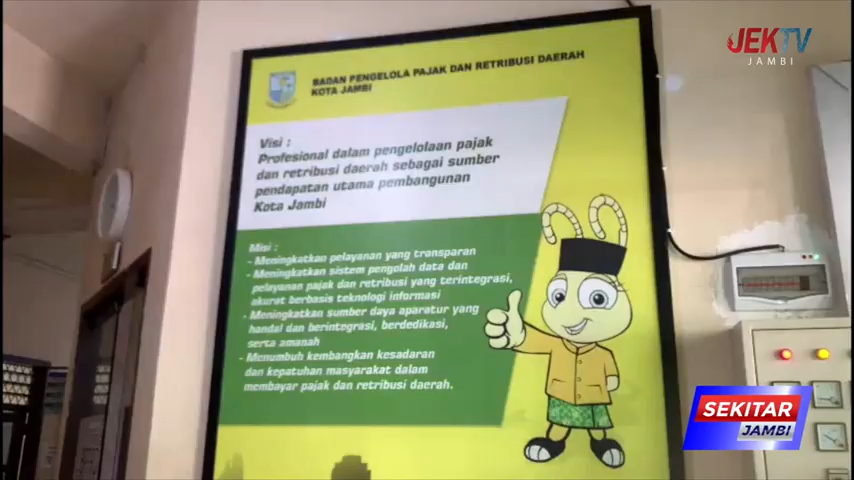 JEKTV
JAMBI
BADAN PENGELOLA PAJAK DAN RETRIBUSI DAERAH
KOTA JAMBI
Visi :
Profesional dalam pengelolaan pajak
dan retribusi daerah sebagai sumber
pendapatan utama pembangunan
Kota Jambi
Misi :
- Meningkatkan pelayanan yang transparan
- Meningkatkan sistem pengolah data dan
pelayanan pajak dan retribusi yang terintegrasi,
akurat berbasis teknologi informasi
- Meningkatkan sumber daya aparatur yang
handal dan berintegrasi, berdedikasi,
serta amanah
- Menumbuh kembangkan kesadaran
dan kepatuhan masyarakat dalam
membayar pajak dan retribusi daerah.
SEKITAR
JAMBI